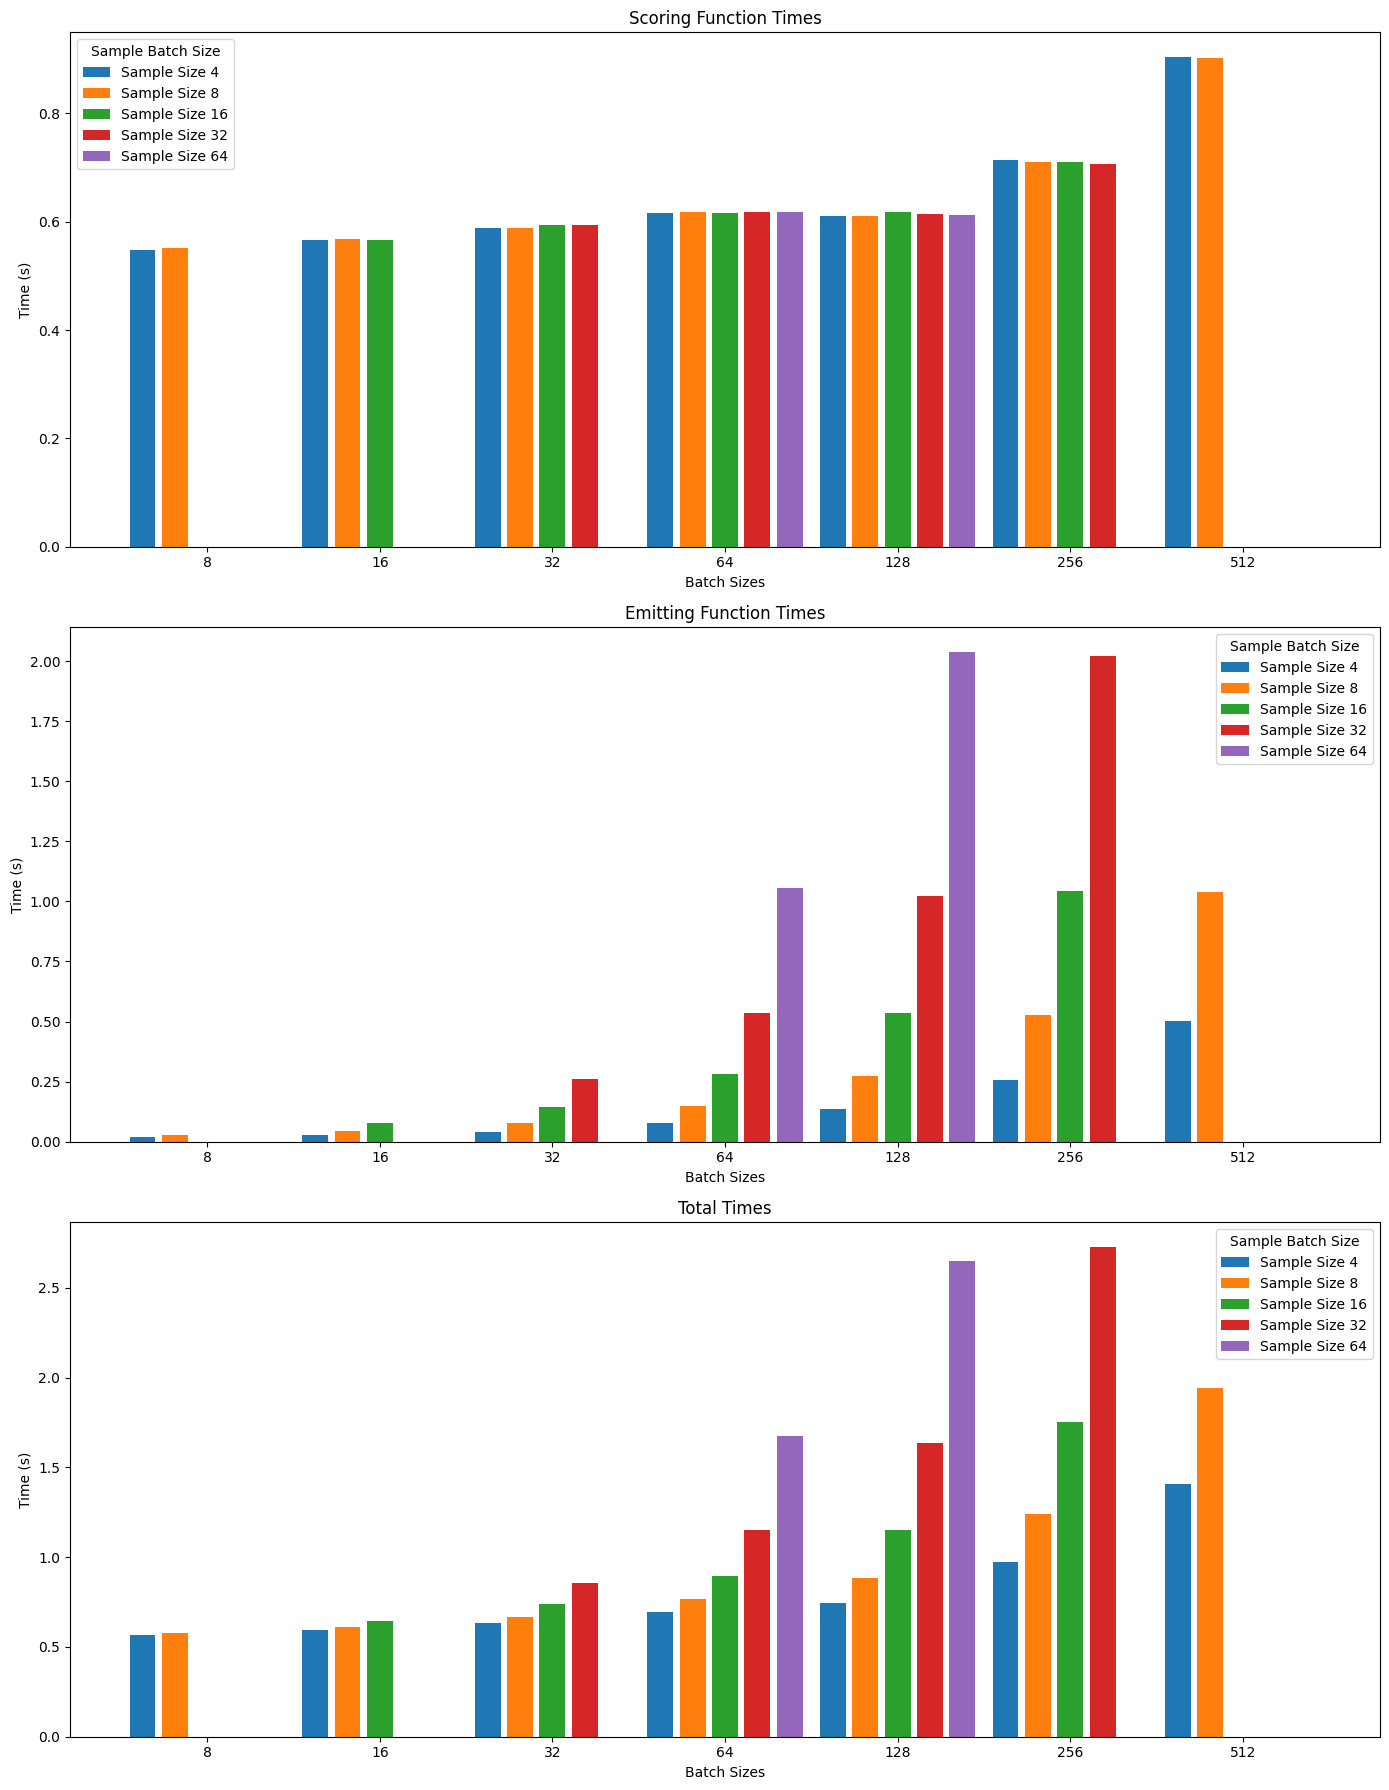 Scoring Function Times
Sample Batch Size
Sample Size 4
Sample Size 8
Sample Size 16
Sample Size 32
Sample Size 64
Time (s)
0.8
0.6
0.4
0.2
0.0
8 16 32 64 128 256 512
Batch Sizes
Emitting Function Times
Sample Batch Size
Sample Size 4
Sample Size 8
Sample Size 16
Sample Size 32
Sample Size 64
Time (s)
2.00
1.75
1.50
1.25
1.00
0.75
0.50
0.25
0.00
8 16 32 64 128 256 512
Batch Sizes
Total Times
Sample Batch Size
Sample Size 4
Sample Size 8
Sample Size 16
Sample Size 32
Sample Size 64
Time (s)
2.5
2.0
1.5
1.0
0.5
0.0
8 16 32 64 128 256 512
Batch Sizes